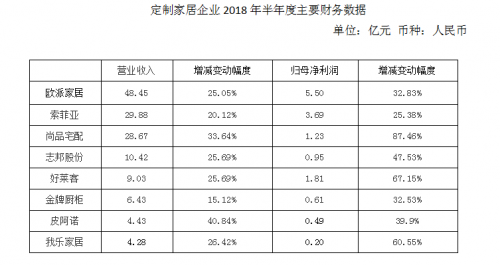 定制家居企业 2018 年半年度主要财务数据
单位：亿元 币种：人民币
营业收入 增减变动幅度 归母净利润 增减变动幅度
欧派家居 48.45 25.05% 5.50 32.83%
索菲亚 29.88 20.12% 3.69 25.38%
尚品宅配 28.67 33.64% 1.23 87.46%
志邦股份 10.42 25.69% 0.95 47.53%
好莱客 9.03 25.69% 1.81 67.15%
金牌厨柜 6.43 15.12% 0.61 32.53%
皮阿诺 4.43 40.84% 0.49 39.9%
我乐家居 4.28 26.42% 0.20 60.55%